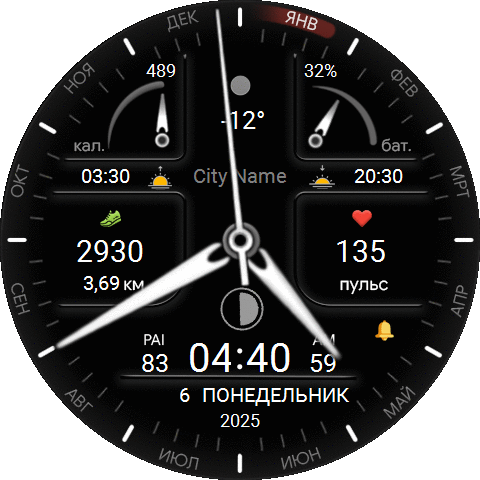 ДЕК ЯНВ
НОЯ 489 32% ФЕВ
-12°
кал. бат.
ОКТ 03:30 City Name 20:30 МРТ
2930 135
СЕН 3,69 км пульс АПР
PAI AM
83 04:40 59
АВГ 6 ПОНЕДЕЛЬНИК МАЙ
2025
ИЮЛ ИЮН